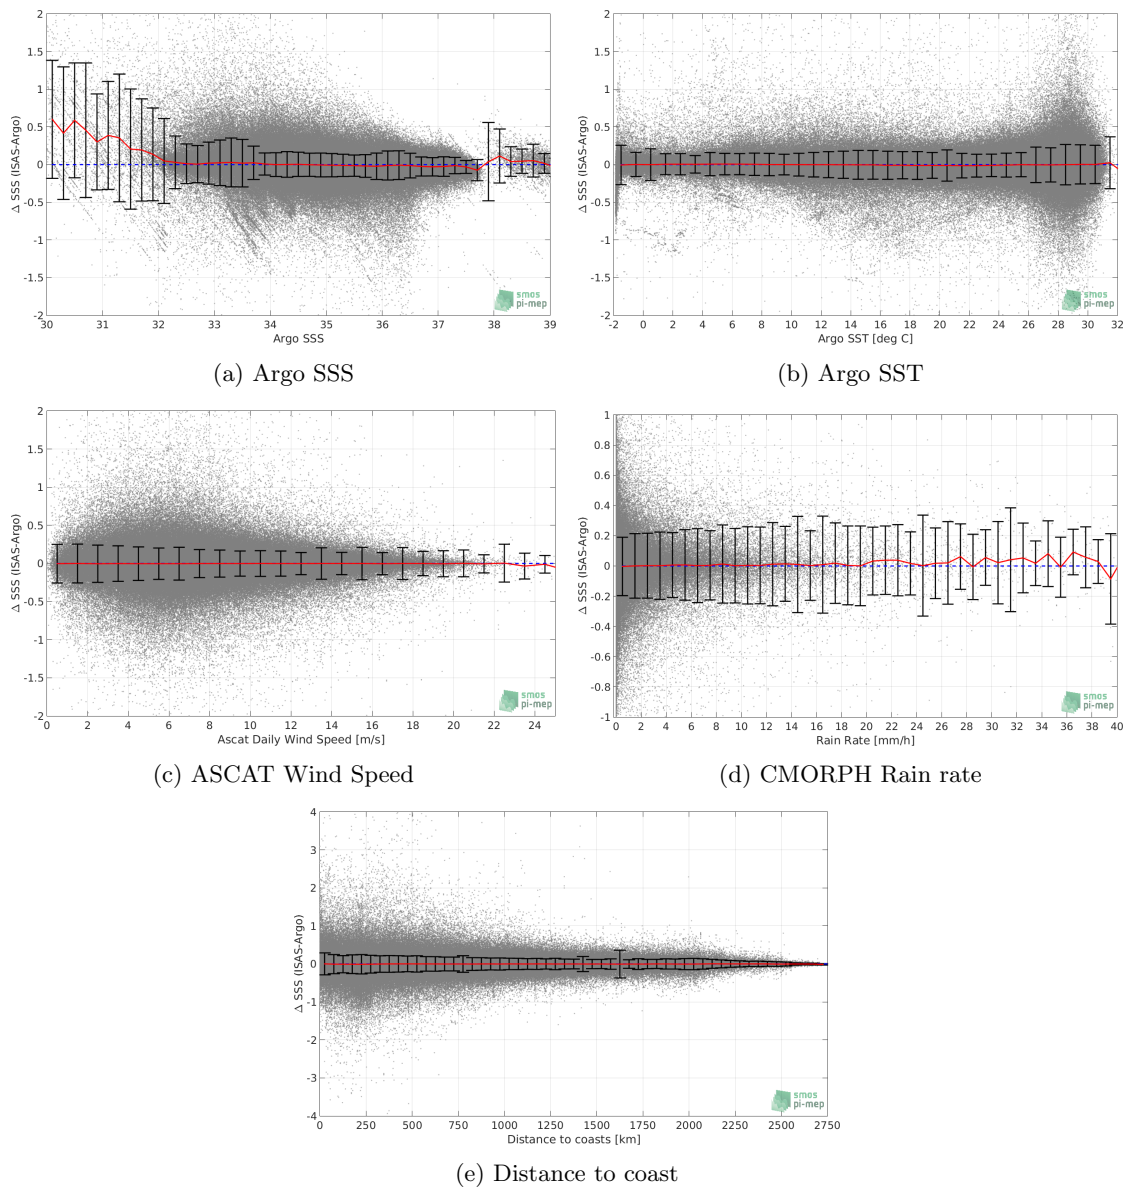 2
1.5
1
0.5
0
-0.5
-1
-1.5
-2
Δ SSS (ISAS-Argo)
30 31 32 33 34 35 36 37 38 39
Argo SSS
smos
pi-mep
(a) Argo SSS
2
1.5
1
0.5
0
-0.5
-1
-1.5
-2
Δ SSS (ISAS-Argo)
-2 0 2 4 6 8 10 12 14 16 18 20 22 24 26 28 30 32
Argo SST [deg C]
smos
pi-mep
(b) Argo SST
2
1.5
1
0.5
0
-0.5
-1
-1.5
-2
Δ SSS (ISAS-Argo)
0 2 4 6 8 10 12 14 16 18 20 22 24
Ascat Daily Wind Speed [m/s]
smos
pi-mep
(c) ASCAT Wind Speed
1
0.8
0.6
0.4
0.2
0
-0.2
-0.4
-0.6
-0.8
-1
Δ SSS (ISAS-Argo)
0 2 4 6 8 10 12 14 16 18 20 22 24 26 28 30 32 34 36 38 40
Rain Rate [mm/h]
smos
pi-mep
(d) CMORPH Rain rate
4
3
2
1
0
-1
-2
-3
-4
Δ SSS (ISAS-Argo)
0 250 500 750 1000 1250 1500 1750 2000 2250 2500 2750
Distance to coasts [km]
smos
pi-mep
(e) Distance to coast